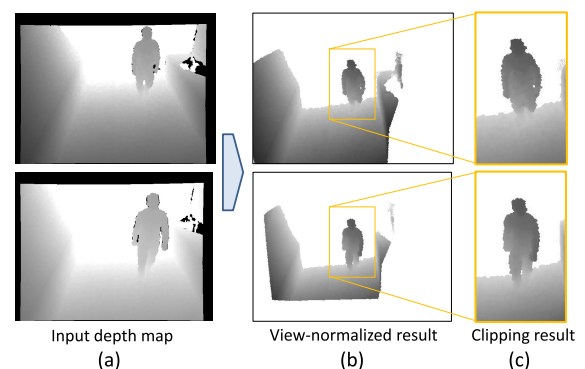 Input depth map
View-normalized result
Clipping result
(a)
(b)
(c)